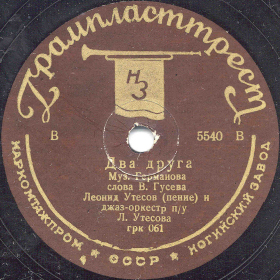 Грампласттрест
НЗ
В 5540 В
Два друга
Муз. Германова
слова В. Гусева
Леонид Утесов (пение) и
джаз-оркестр п/у
Л. Утесова
грк 061
НАРКОМТЯЖПРОМ ★ СССР ★ НОГИНСКИЙ ЗАВОД